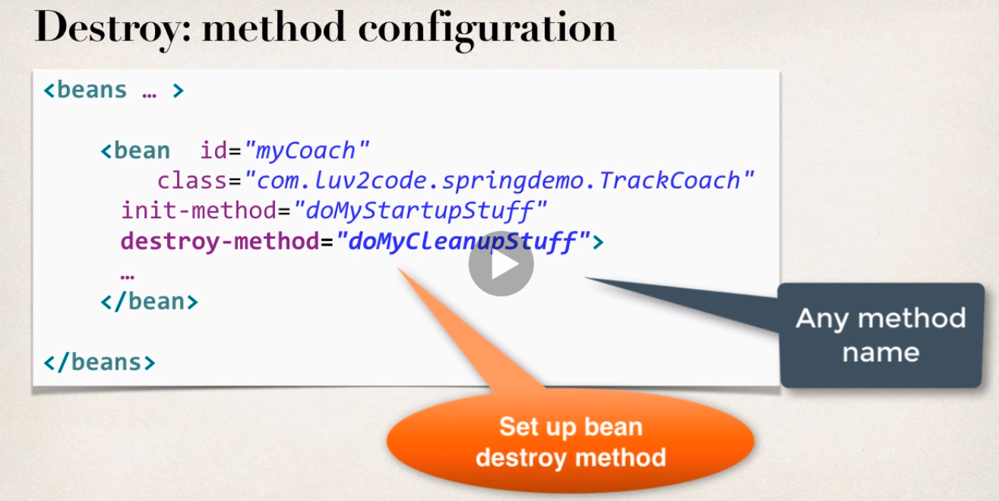 Destroy: method configuration
<beans … >
<bean id="myCoach"
class="com.luv2code.springdemo.TrackCoach"
init-method="doMyStartupStuff"
destroy-method="doMyCleanupStuff">
…
</bean>
</beans>
Any method
name
Set up bean
destroy method